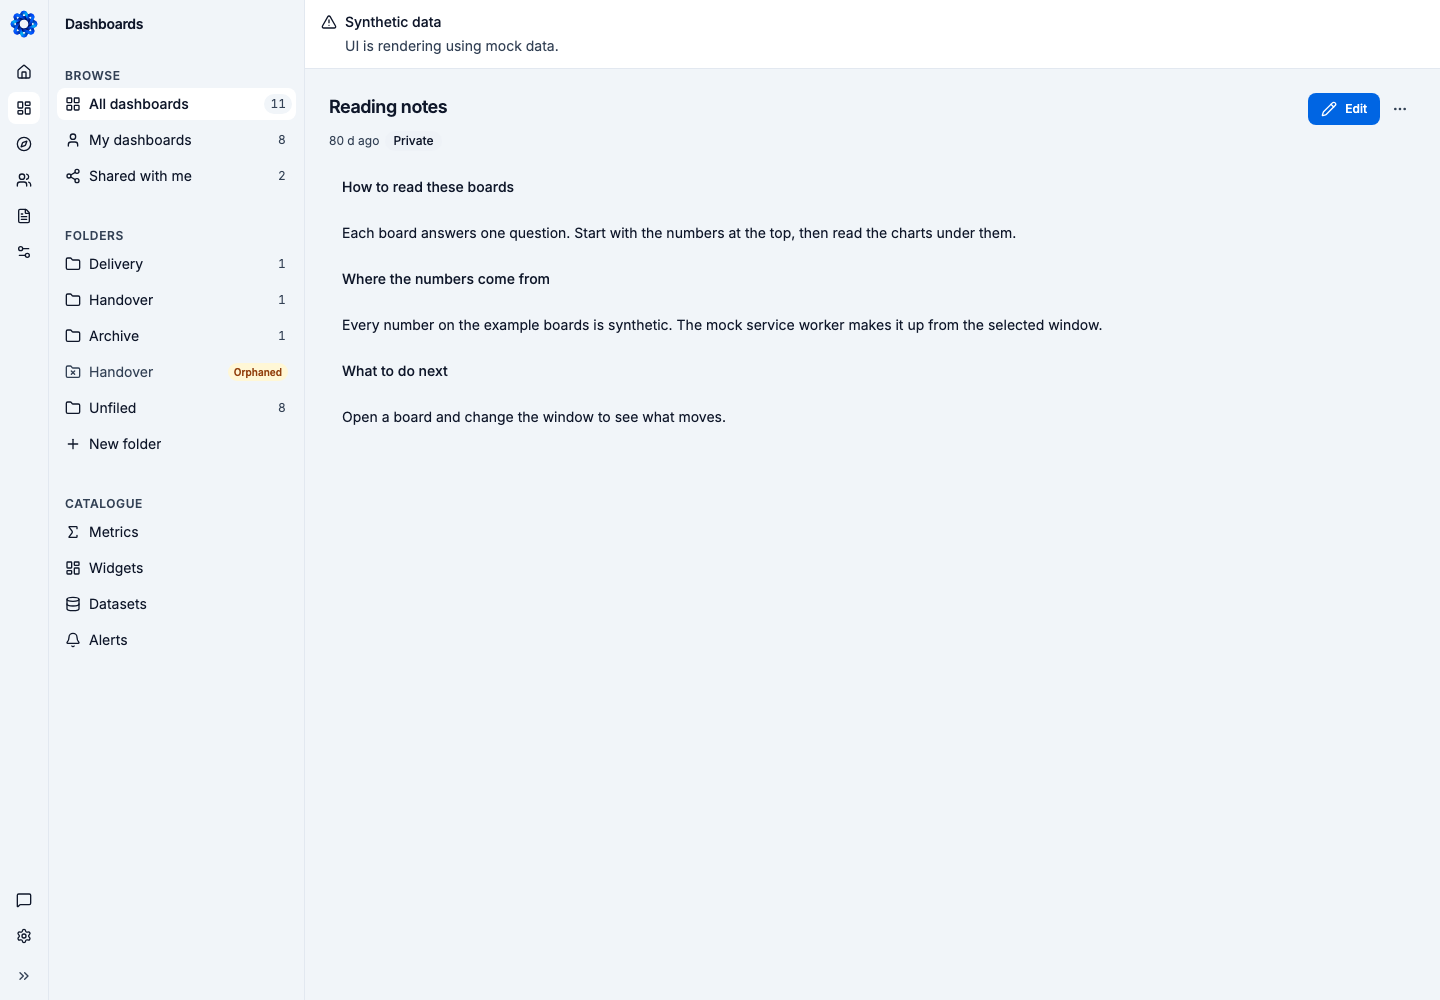 Dashboards
BROWSE
All dashboards 11
My dashboards 8
Shared with me 2
FOLDERS
Delivery 1
Handover 1
Archive 1
Handover Orphaned
Unfiled 8
New folder
CATALOGUE
Metrics
Widgets
Datasets
Alerts
Synthetic data
UI is rendering using mock data.
Reading notes
Edit
80 d ago Private
How to read these boards
Each board answers one question. Start with the numbers at the top, then read the charts under them.
Where the numbers come from
Every number on the example boards is synthetic. The mock service worker makes it up from the selected window.
What to do next
Open a board and change the window to see what moves.